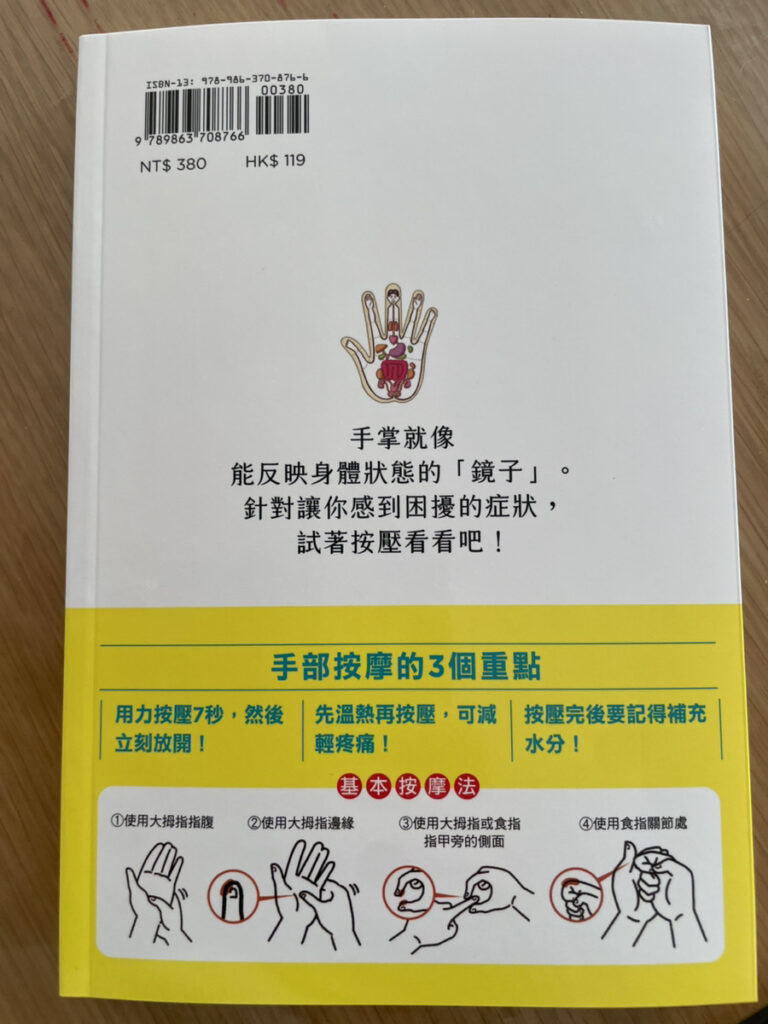 ISBN-13: 978-986-370-876-6
00380
9 789863 708766
NT$ 380 HK$ 119
手掌就像
能反映身體狀態的「鏡子」。
針對讓你感到困擾的症狀，
試著按壓看看吧！
手部按摩的3個重點
用力按壓7秒，然後
立刻放開！
先溫熱再按壓，可減
輕疼痛！
按壓完後要記得補充
水分！
基本按摩法
①使用大拇指指腹
②使用大拇指邊緣
③使用大拇指或食指
指甲旁的側面
④使用食指關節處